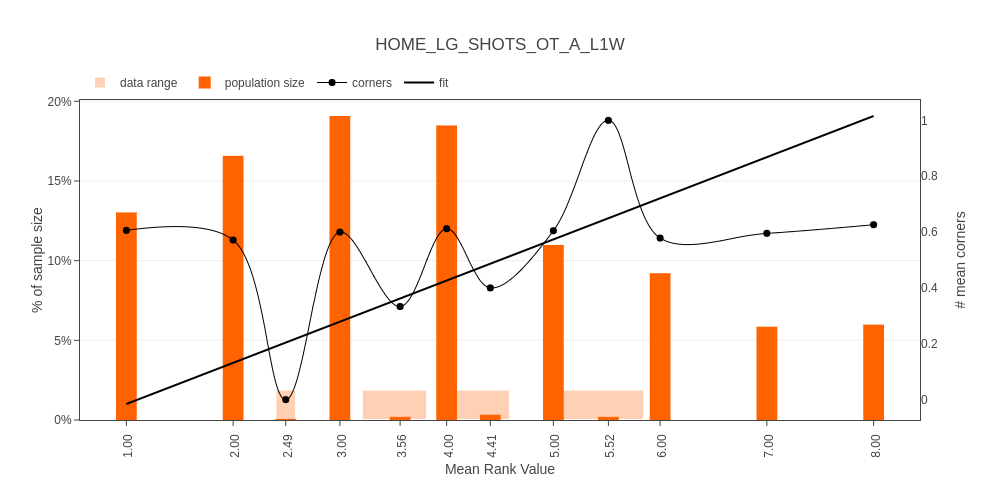 HOME_LG_SHOTS_OT_A_L1W
data range population size corners fit
20%
15%
10%
5%
0%
% of sample size
1
0.8
0.6
0.4
0.2
0
# mean corners
1.00 2.00 2.49 3.00 3.56 4.00 4.41 5.00 5.52 6.00 7.00 8.00
Mean Rank Value